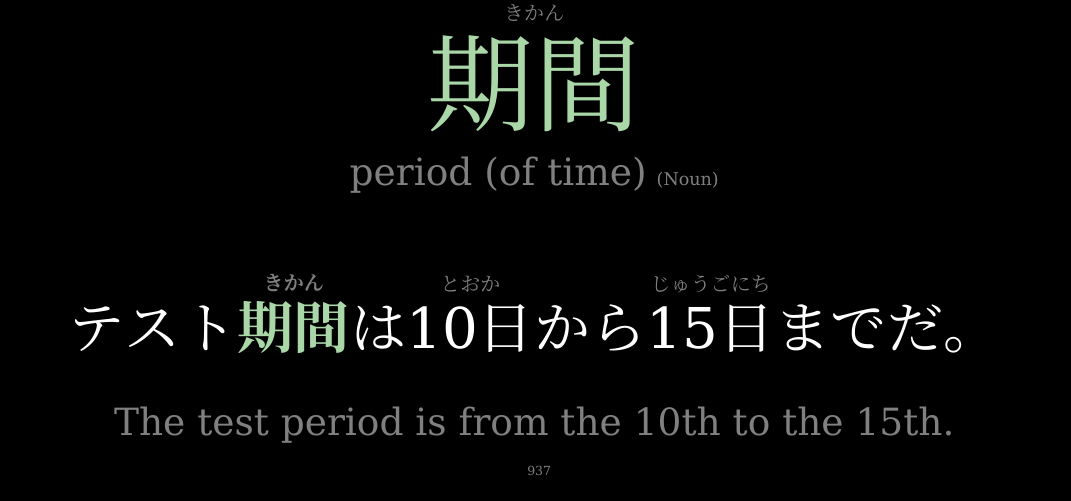 きかん
期間
period (of time) (Noun)
きかん とおか じゅうごにち
テスト期間は10日から15日までだ。
The test period is from the 10th to the 15th.
937